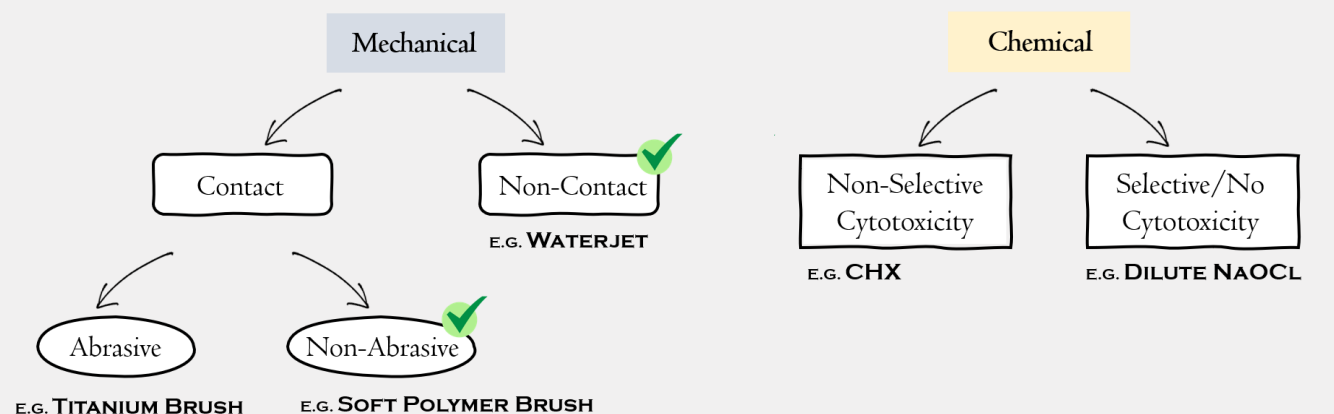 Mechanical
Chemical
Contact
Non-Contact
Non-Selective
Cytotoxicity
Selective/No
Cytotoxicity
E.G. WATERJET
E.G. CHX
E.G. DILUTE NAOCL
Abrasive
Non-Abrasive
E.G. TITANIUM BRUSH
E.G. SOFT POLYMER BRUSH